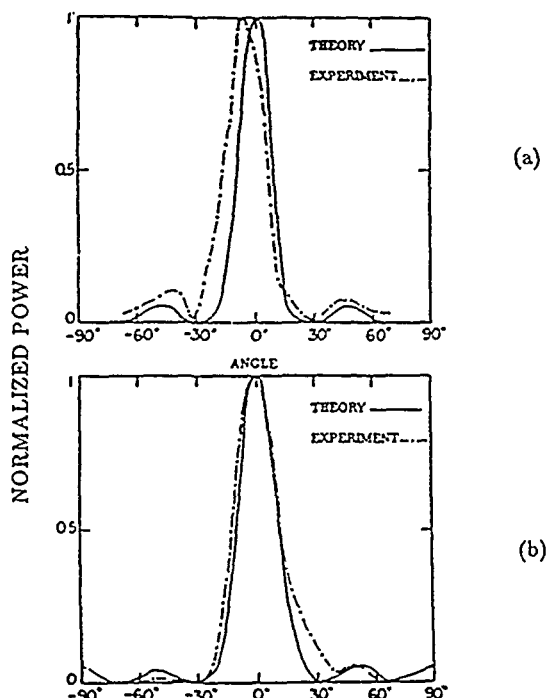 1
THEORY
EXPERIMENT
(a)
0.5
NORMALIZED POWER
0
-90° -60° -30° 0° 30° 60° 90°
ANGLE
1
THEORY
EXPERIMENT
0.5
(b)
0
-90° -60° -30° 0° 30° 60° 90°